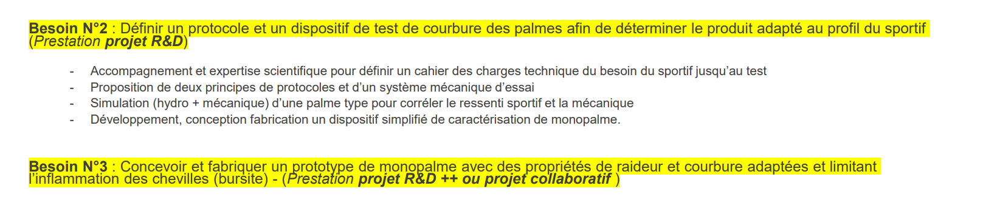 Besoin N°2 : Définir un protocole et un dispositif de test de courbure des palmes afin de déterminer le produit adapté au profil du sportif
(Prestation projet R&D)
- Accompagnement et expertise scientifique pour définir un cahier des charges technique du besoin du sportif jusqu’au test
- Proposition de deux principes de protocoles et d’un système mécanique d’essai
- Simulation (hydro + mécanique) d’une palme type pour corréler le ressenti sportif et la mécanique
- Développement, conception fabrication un dispositif simplifié de caractérisation de monopalme.
Besoin N°3 : Concevoir et fabriquer un prototype de monopalme avec des propriétés de raideur et courbure adaptées et limitant
l’inflammation des chevilles (bursite) - (Prestation projet R&D ++ ou projet collaboratif )